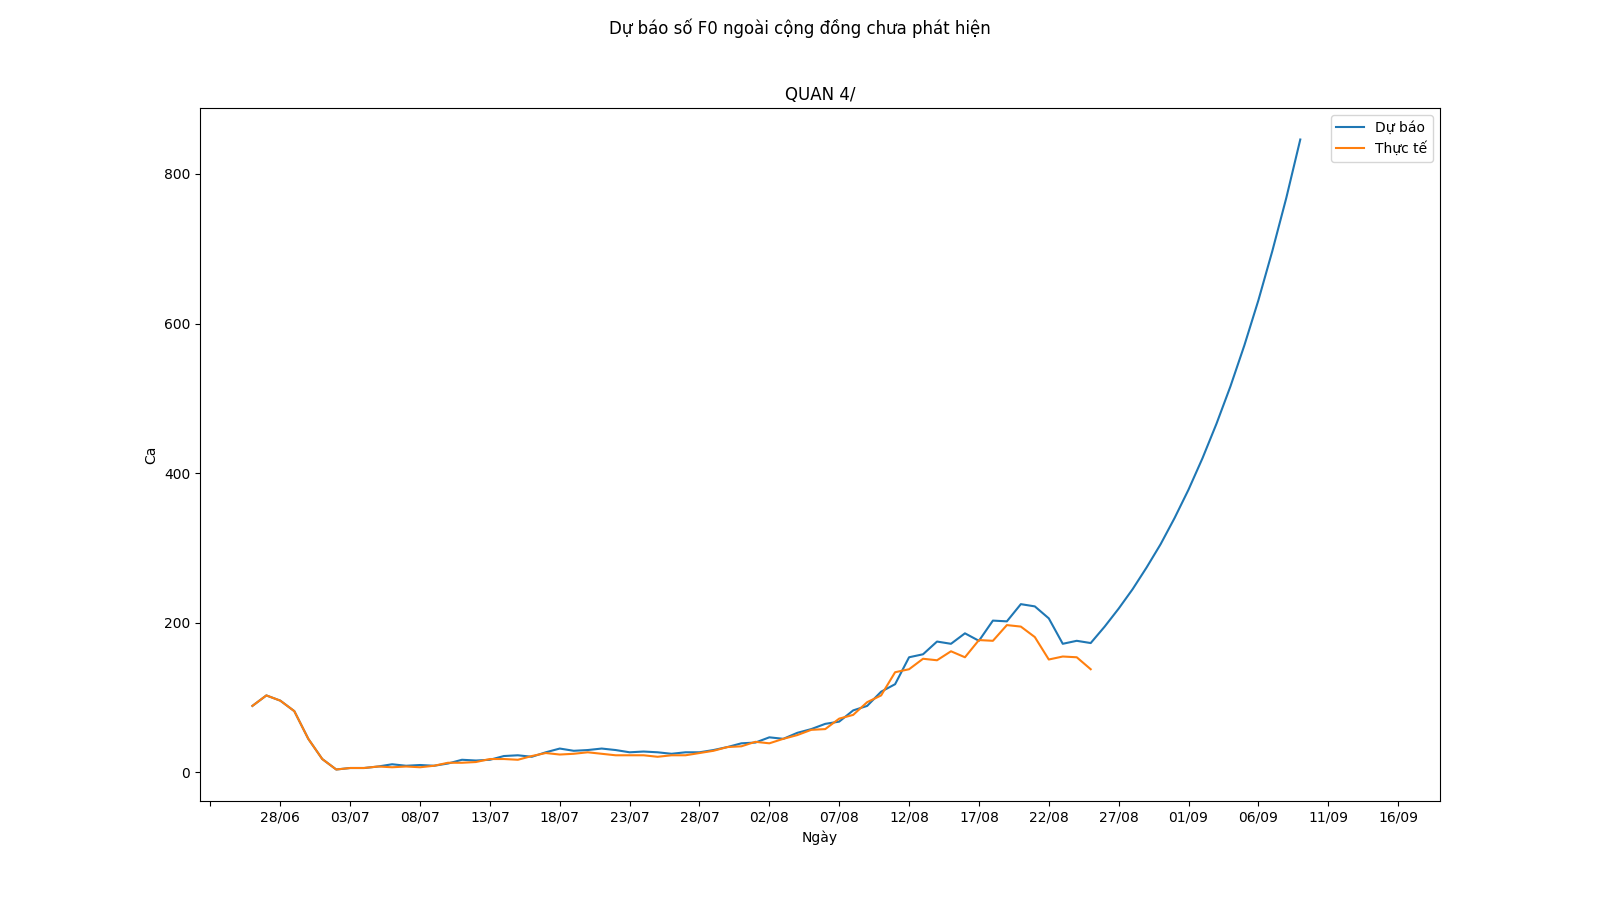 Dự báo số F0 ngoài cộng đồng chưa phát hiện
QUAN 4/
Dự báo
Thực tế
800
600
400
200
0
Ca
28/06 03/07 08/07 13/07 18/07 23/07 28/07 02/08 07/08 12/08 17/08 22/08 27/08 01/09 06/09 11/09 16/09
Ngày